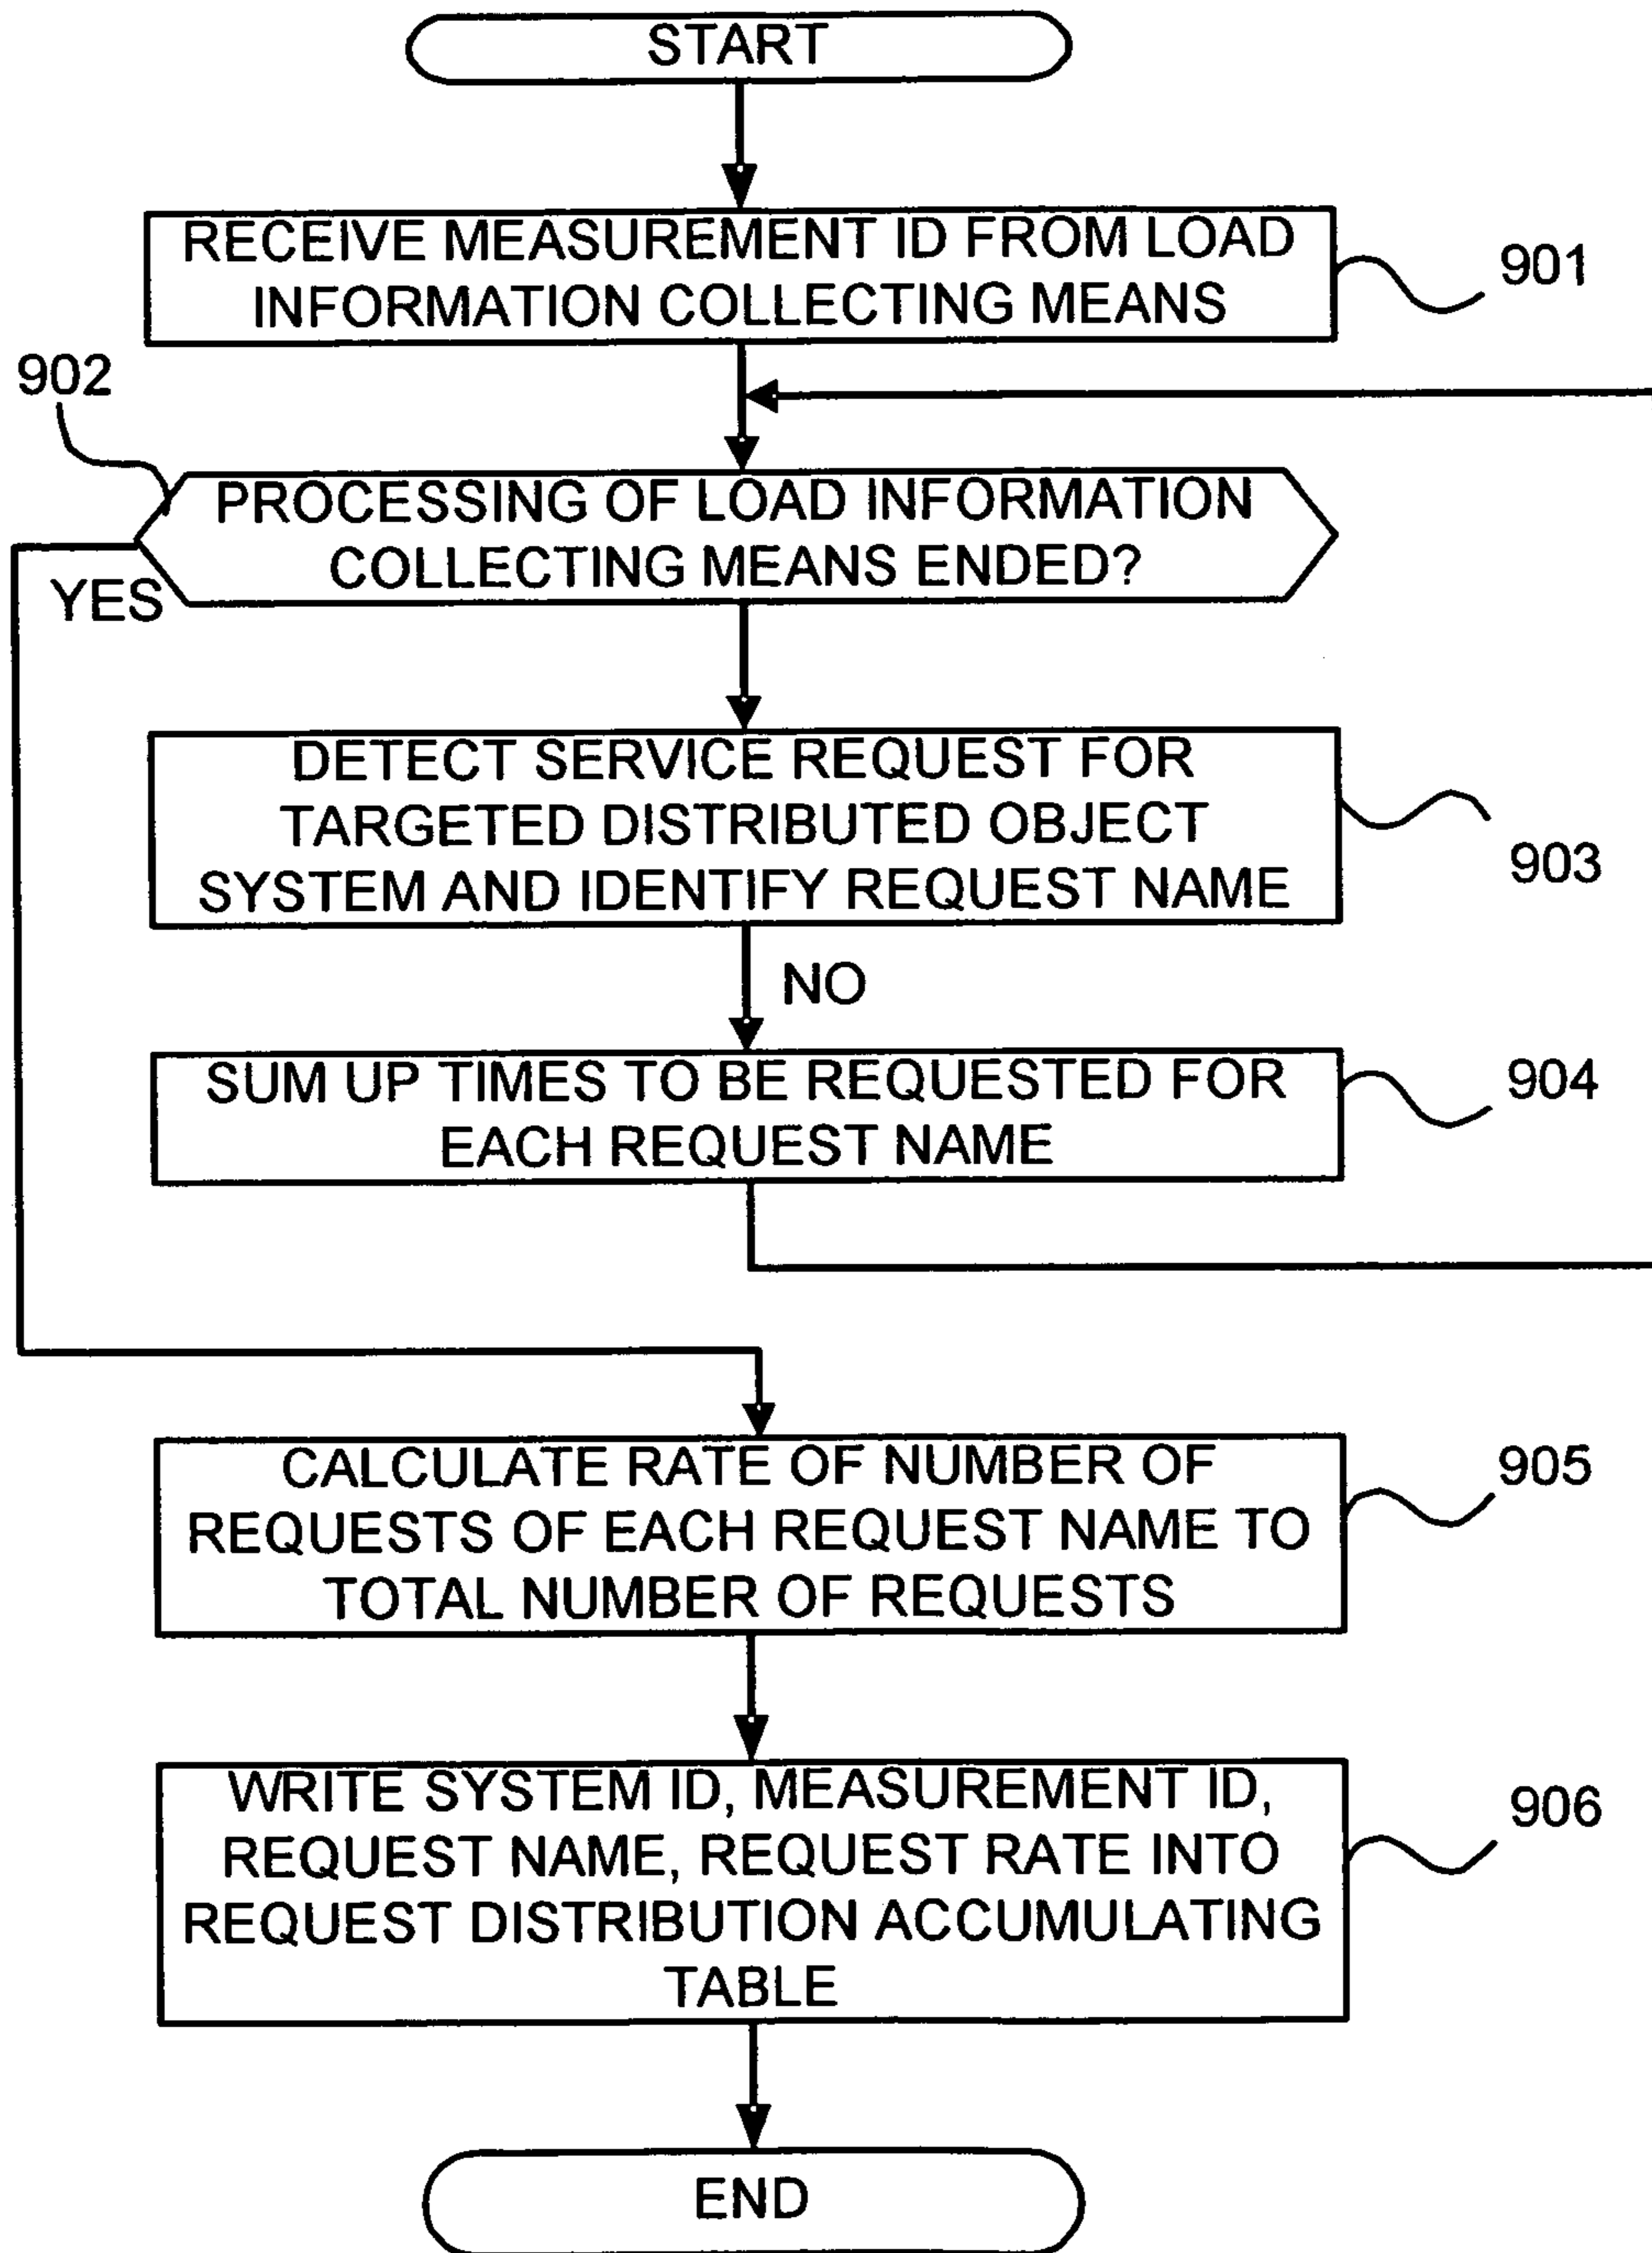 START
RECEIVE MEASUREMENT ID FROM LOAD
INFORMATION COLLECTING MEANS
901
902
PROCESSING OF LOAD INFORMATION
COLLECTING MEANS ENDED?
YES
DETECT SERVICE REQUEST FOR
TARGETED DISTRIBUTED OBJECT
SYSTEM AND IDENTIFY REQUEST NAME
903
NO
SUM UP TIMES TO BE REQUESTED FOR
EACH REQUEST NAME
904
CALCULATE RATE OF NUMBER OF
REQUESTS OF EACH REQUEST NAME TO
TOTAL NUMBER OF REQUESTS
905
WRITE SYSTEM ID, MEASUREMENT ID,
REQUEST NAME, REQUEST RATE INTO
REQUEST DISTRIBUTION ACCUMULATING
TABLE
906
END